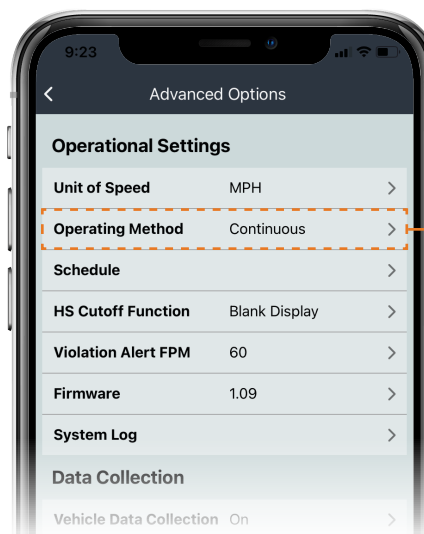 9:23
Advanced Options
Operational Settings
Unit of Speed MPH
Operating Method Continuous
Schedule
HS Cutoff Function Blank Display
Violation Alert FPM 60
Firmware 1.09
System Log
Data Collection
Vehicle Data Collection On